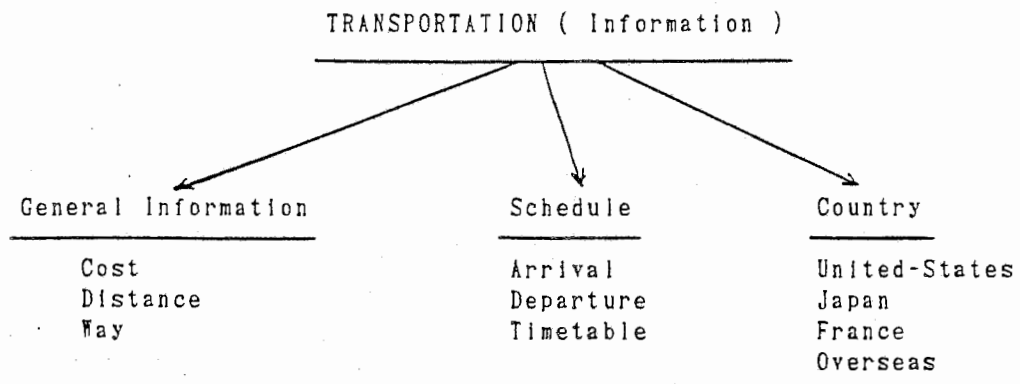 TRANSPORTATION ( Information )
General Information
Cost
Distance
Way
Schedule
Arrival
Departure
Timetable
Country
United-States
Japan
France
Overseas